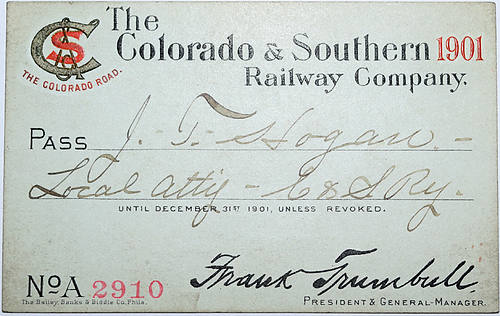 The
Colorado & Southern 1901
Railway Company.
C&S
THE COLORADO ROAD.
PASS J. T. Hogan. -
Local Atty - C & S Ry.
UNTIL DECEMBER 31ST 1901, UNLESS REVOKED.
No A 2910
Frank Trumbull.
The Bailey, Banks & Biddle Co. Phila.
PRESIDENT & GENERAL-MANAGER.